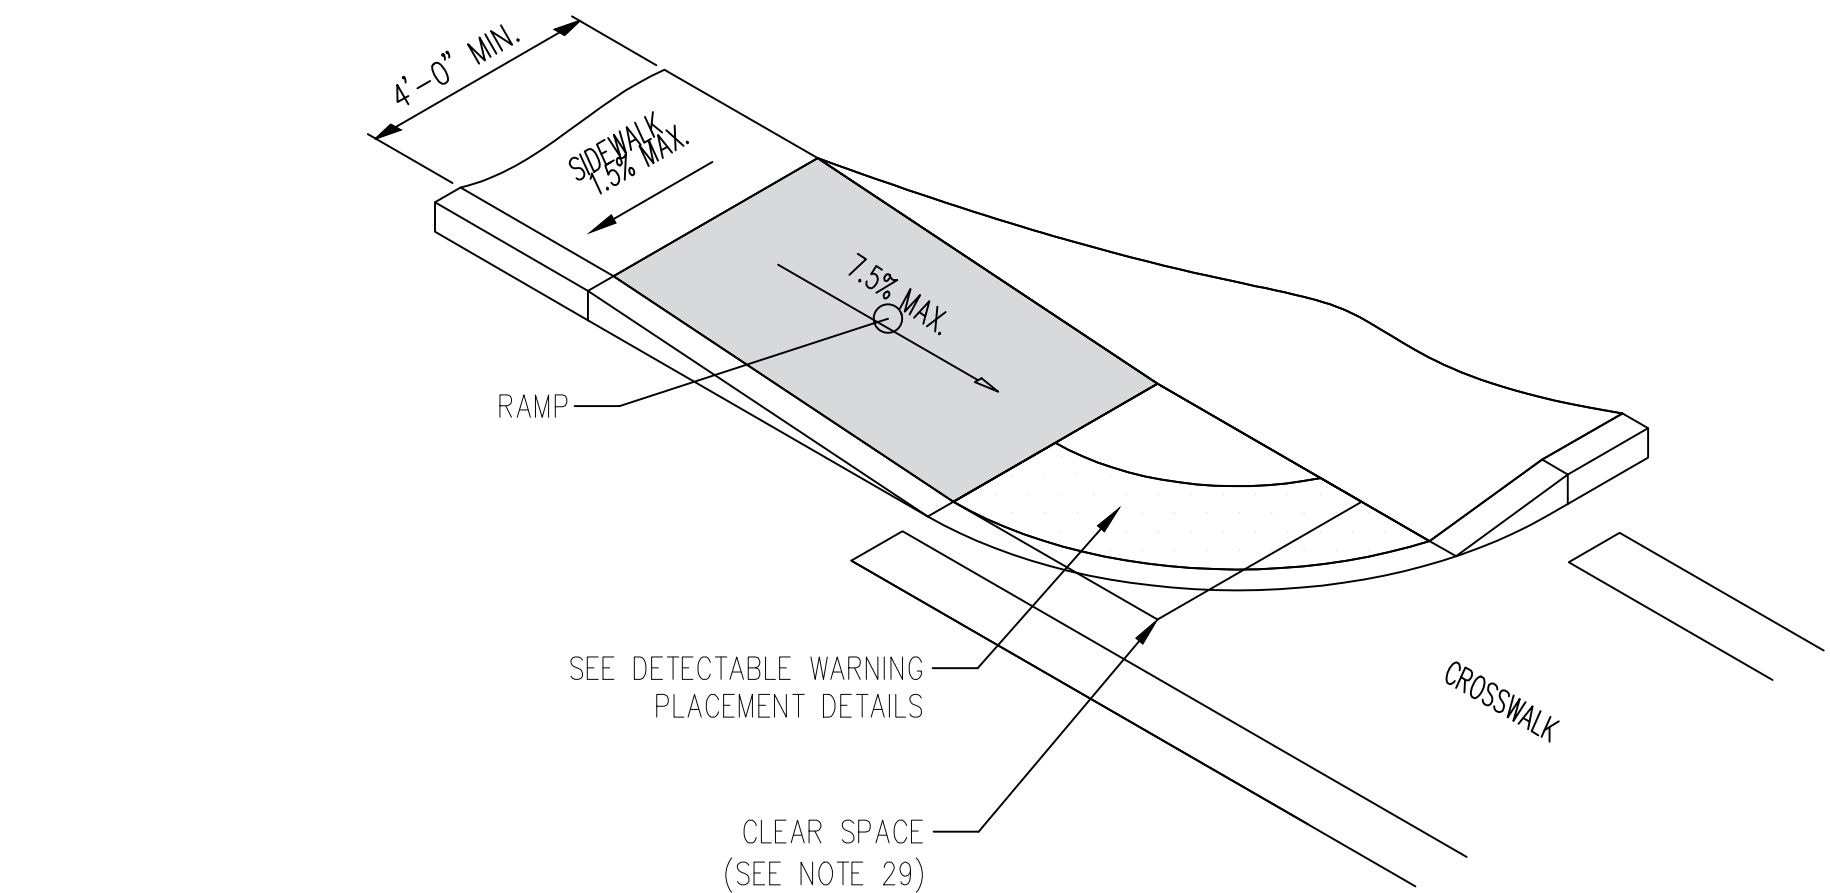 4'-0" MIN.
SIDEWALK
1.5% MAX.
7.5% MAX.
RAMP
SEE DETECTABLE WARNING
PLACEMENT DETAILS
CROSSWALK
CLEAR SPACE
(SEE NOTE 29)